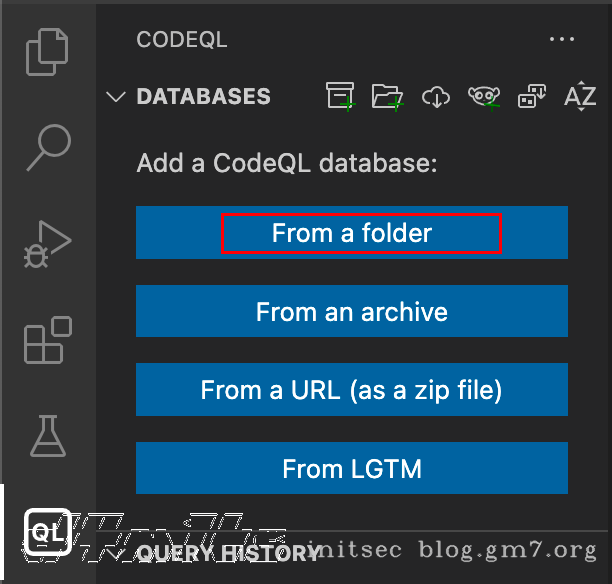 CODEQL
DATABASES
AZ
Add a CodeQL database:
From a folder
From an archive
From a URL (as a zip file)
From LGTM
QL
QUERY HISTORY
initsec blog.gm7.org